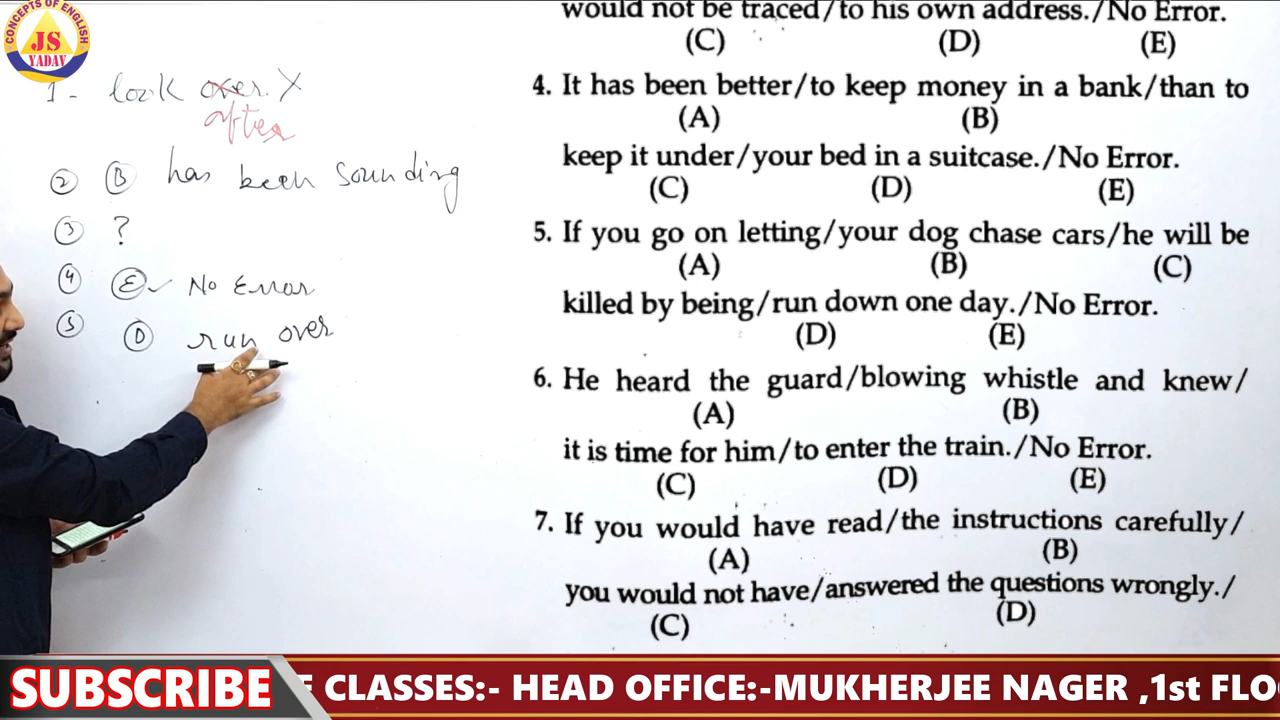 CONCEPTS OF ENGLISH
JS
YADAV
1 - look over. X
after
2 B has been sounding
3 ?
4 E ✓ No Error
5 D run over
would not be traced/to his own address./No Error.
(C) (D) (E)
4. It has been better/to keep money in a bank/than to
(A) (B)
keep it under/your bed in a suitcase./No Error.
(C) (D) (E)
5. If you go on letting/your dog chase cars/he will be
(A) (B) (C)
killed by being/run down one day./No Error.
(D) (E)
6. He heard the guard/blowing whistle and knew/
(A) (B)
it is time for him/to enter the train./No Error.
(C) (D) (E)
7. If you would have read/the instructions carefully/
(A) (B)
you would not have/answered the questions wrongly./
(C) (D)
SUBSCRIBE
CLASSES:- HEAD OFFICE:-MUKHERJEE NAGER ,1st FLO